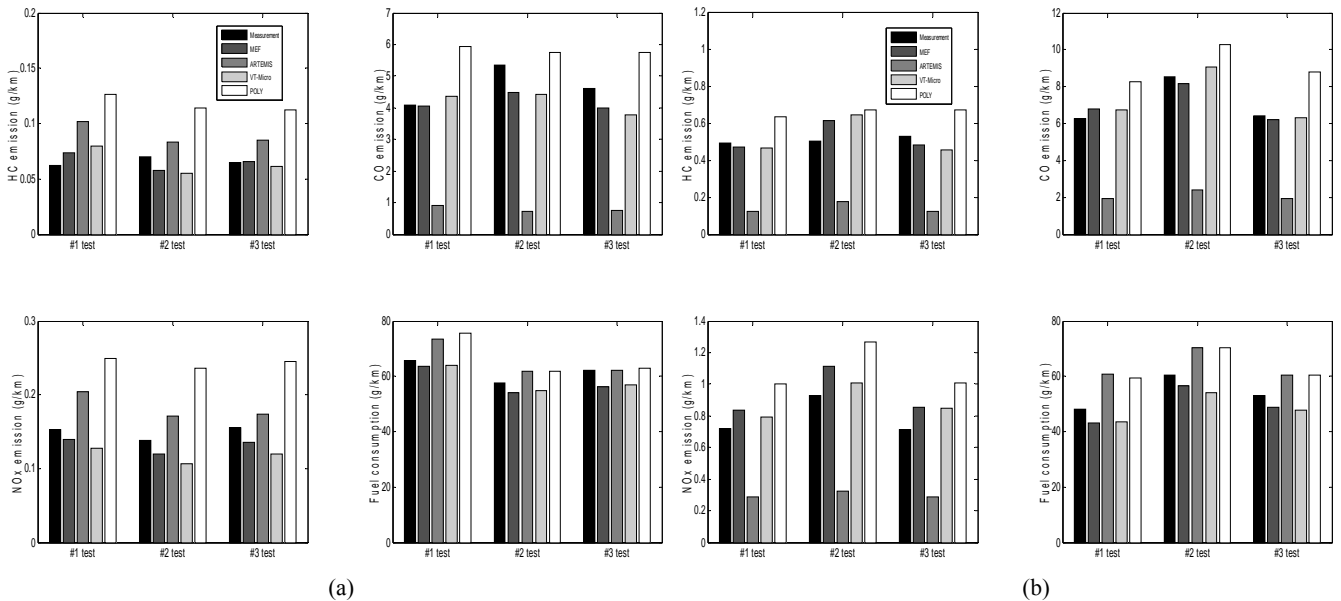 HC emission (g/km)
0.2
0.15
0.1
0.05
0
Measurement
MEF
ARTEMIS
VT-Micro
POLY
#1 test #2 test #3 test
CO emission (g/km)
7
6
5
4
3
2
1
0
#1 test #2 test #3 test
HC emission (g/km)
1.2
1
0.8
0.6
0.4
0.2
0
Measurement
MEF
ARTEMIS
VT-Micro
POLY
#1 test #2 test #3 test
CO emission (g/km)
12
10
8
6
4
2
0
#1 test #2 test #3 test
NOx emission (g/km)
0.3
0.2
0.1
0
#1 test #2 test #3 test
Fuel consumption (g/km)
80
60
40
20
0
#1 test #2 test #3 test
NOx emission (g/km)
1.4
1.2
1
0.8
0.6
0.4
0.2
0
#1 test #2 test #3 test
Fuel consumption (g/km)
80
60
40
20
0
#1 test #2 test #3 test
(a)
(b)